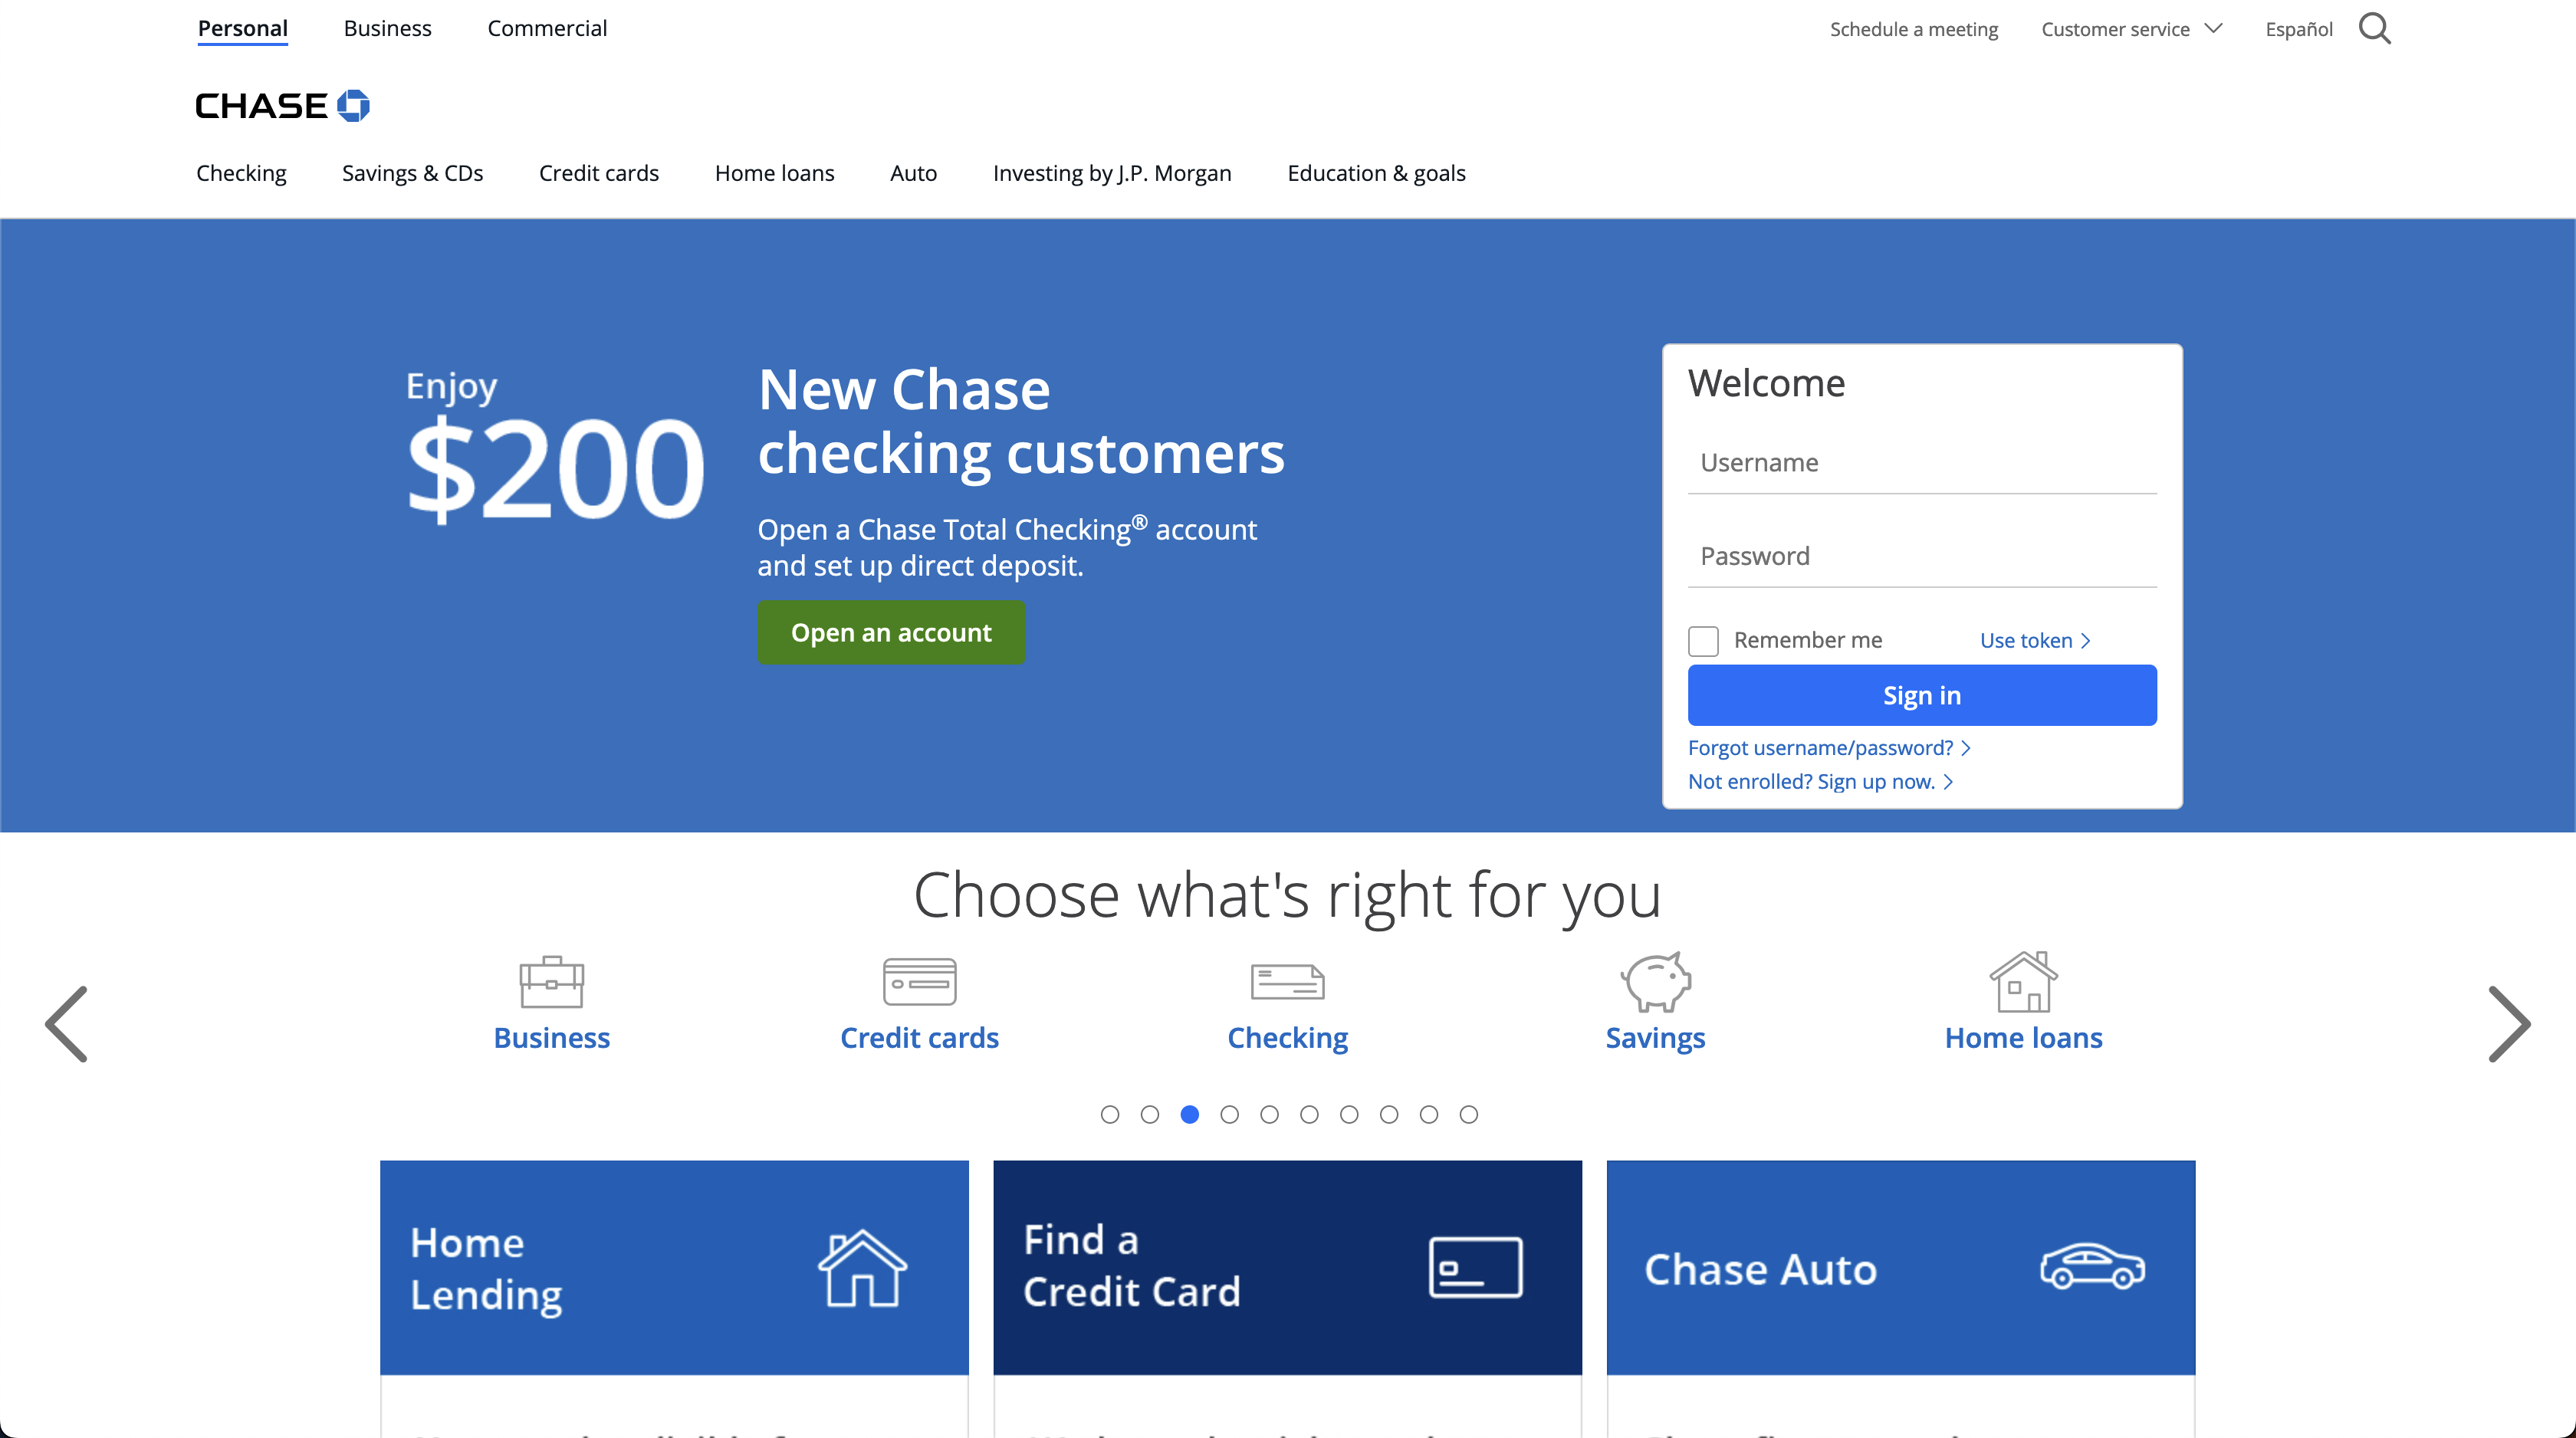 Personal
Business
Commercial
Schedule a meeting
Customer service
Español
CHASE
Checking
Savings & CDs
Credit cards
Home loans
Auto
Investing by J.P. Morgan
Education & goals
Enjoy
$200
New Chase
checking customers
Open a Chase Total Checking® account
and set up direct deposit.
Open an account
Welcome
Username
Password
Remember me
Use token
Sign in
Forgot username/password?
Not enrolled? Sign up now.
Choose what's right for you
Business
Credit cards
Checking
Savings
Home loans
Home
Lending
Find a
Credit Card
Chase Auto